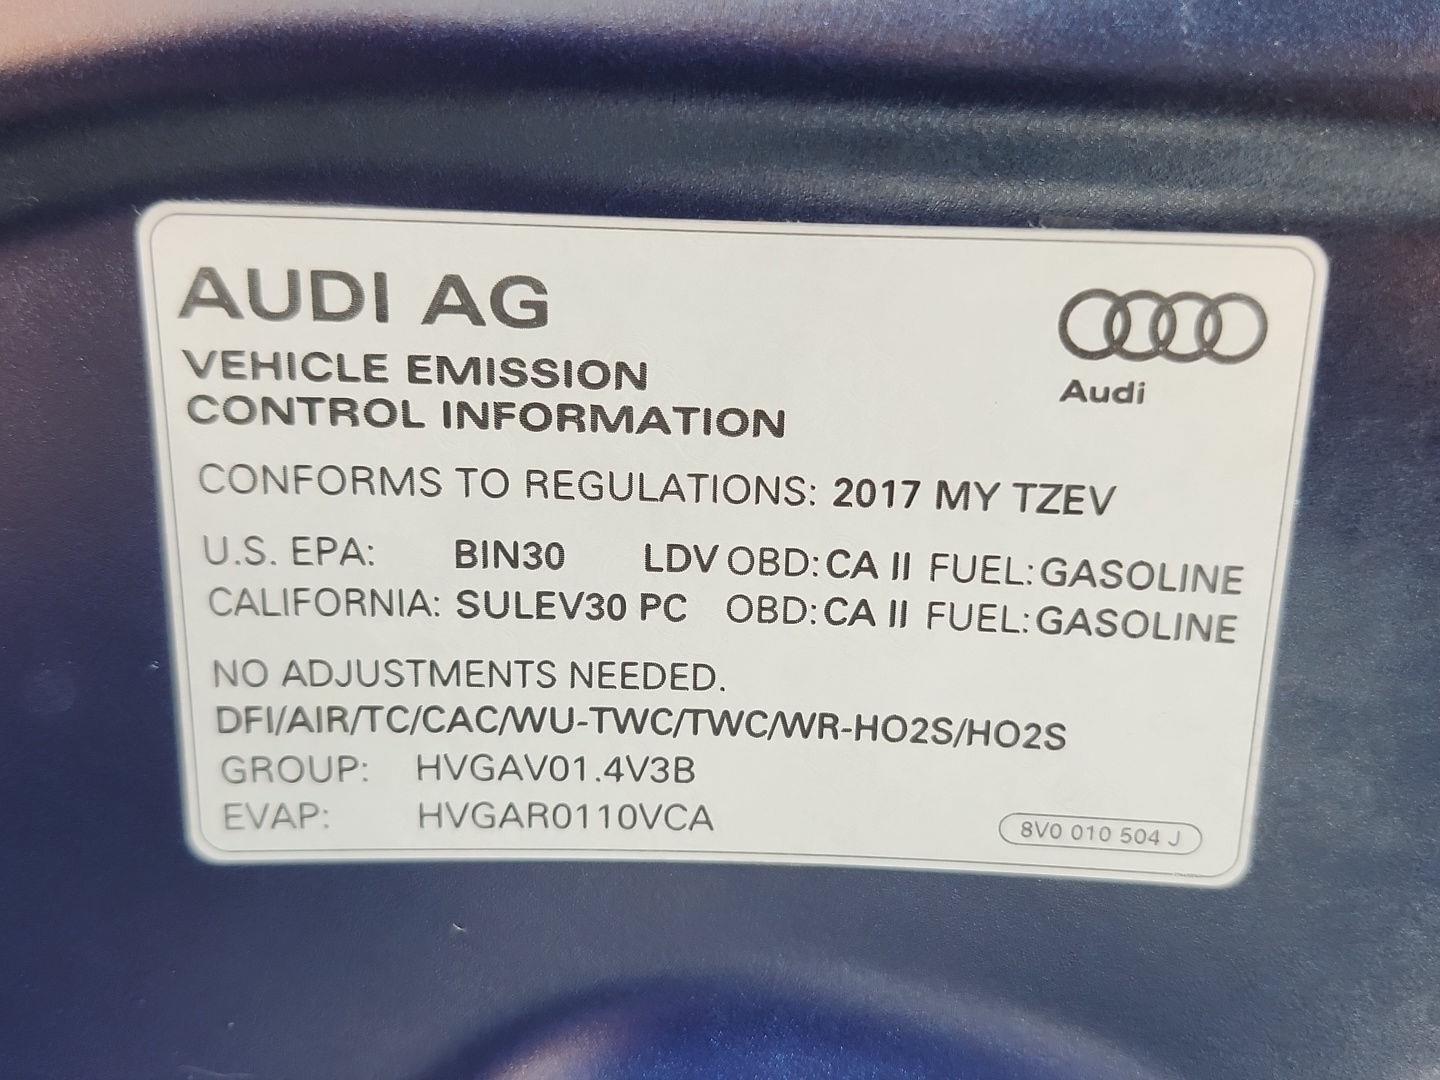 AUDI AG
Audi
VEHICLE EMISSION
CONTROL INFORMATION
CONFORMS TO REGULATIONS: 2017 MY TZEV
U.S. EPA: BIN30 LDV OBD: CA II FUEL: GASOLINE
CALIFORNIA: SULEV30 PC OBD: CA II FUEL: GASOLINE
NO ADJUSTMENTS NEEDED.
DFI/AIR/TC/CAC/WU-TWC/TWC/WR-HO2S/HO2S
GROUP: HVGAV01.4V3B
EVAP: HVGAR0110VCA
8V0 010 504 J